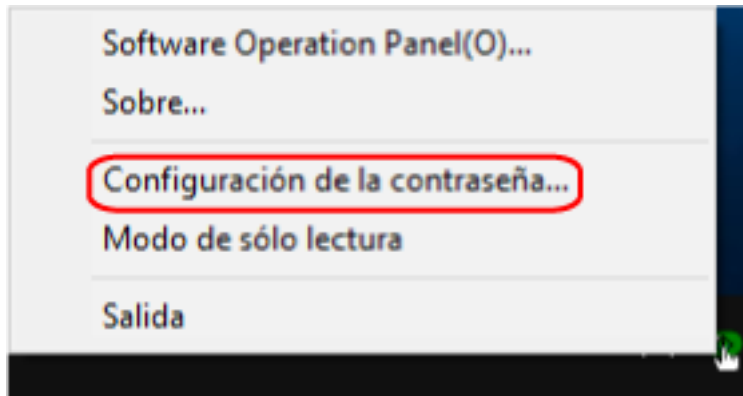 Software Operation Panel(O)...
Sobre...
Configuración de la contraseña...
Modo de sólo lectura
Salida